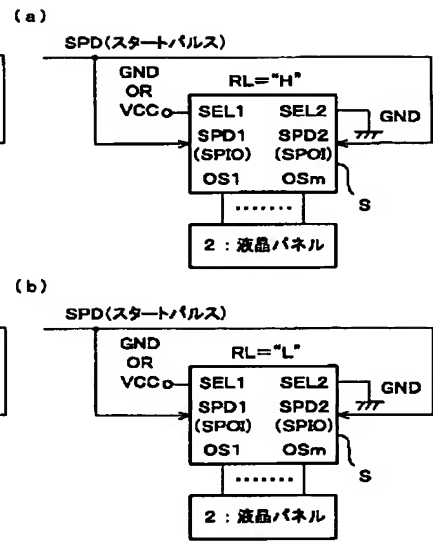 (a)
SPD(スタートパルス)
GND
OR
VCC
RL="H"
SEL1 SEL2
GND
SPD1 SPD2
(SPIO) (SPOI)
OS1 OSm
S
2：液晶パネル
(b)
SPD(スタートパルス)
GND
OR
VCC
RL="L"
SEL1 SEL2
GND
SPD1 SPD2
(SPOI) (SPIO)
OS1 OSm
S
2：液晶パネル